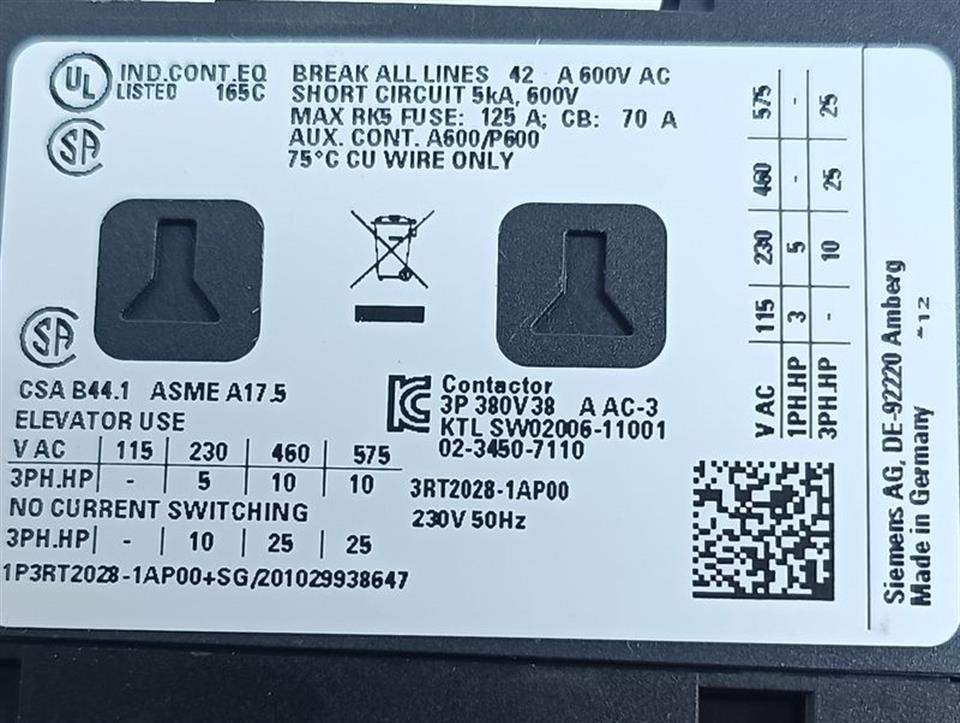 UL IND.CONT.EQ
LISTED 165C
BREAK ALL LINES 42 A 600V AC
SHORT CIRCUIT 5kA, 600V
MAX RK5 FUSE: 125 A; CB: 70 A
AUX. CONT. A600/P600
75°C CU WIRE ONLY
SA
SA
CSA B44.1 ASME A17.5
ELEVATOR USE
V AC | 115 | 230 | 460 | 575
3PH.HP | - | 5 | 10 | 10
NO CURRENT SWITCHING
3PH.HP | - | 10 | 25 | 25
1P3RT2028-1AP00+SG/201029938647
Contactor
3P 380V 38 A AC-3
KTL SW02006-11001
02-3450-7110
3RT2028-1AP00
230V 50Hz
V AC | 115 | 230 | 460 | 575
1PH.HP | 3 | 5 | - | -
3PH.HP | - | 10 | 25 | 25
Siemens AG, DE-92220 Amberg
Made in Germany